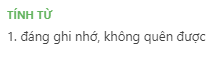 TÍNH TỪ
1. đáng ghi nhớ, không quên được